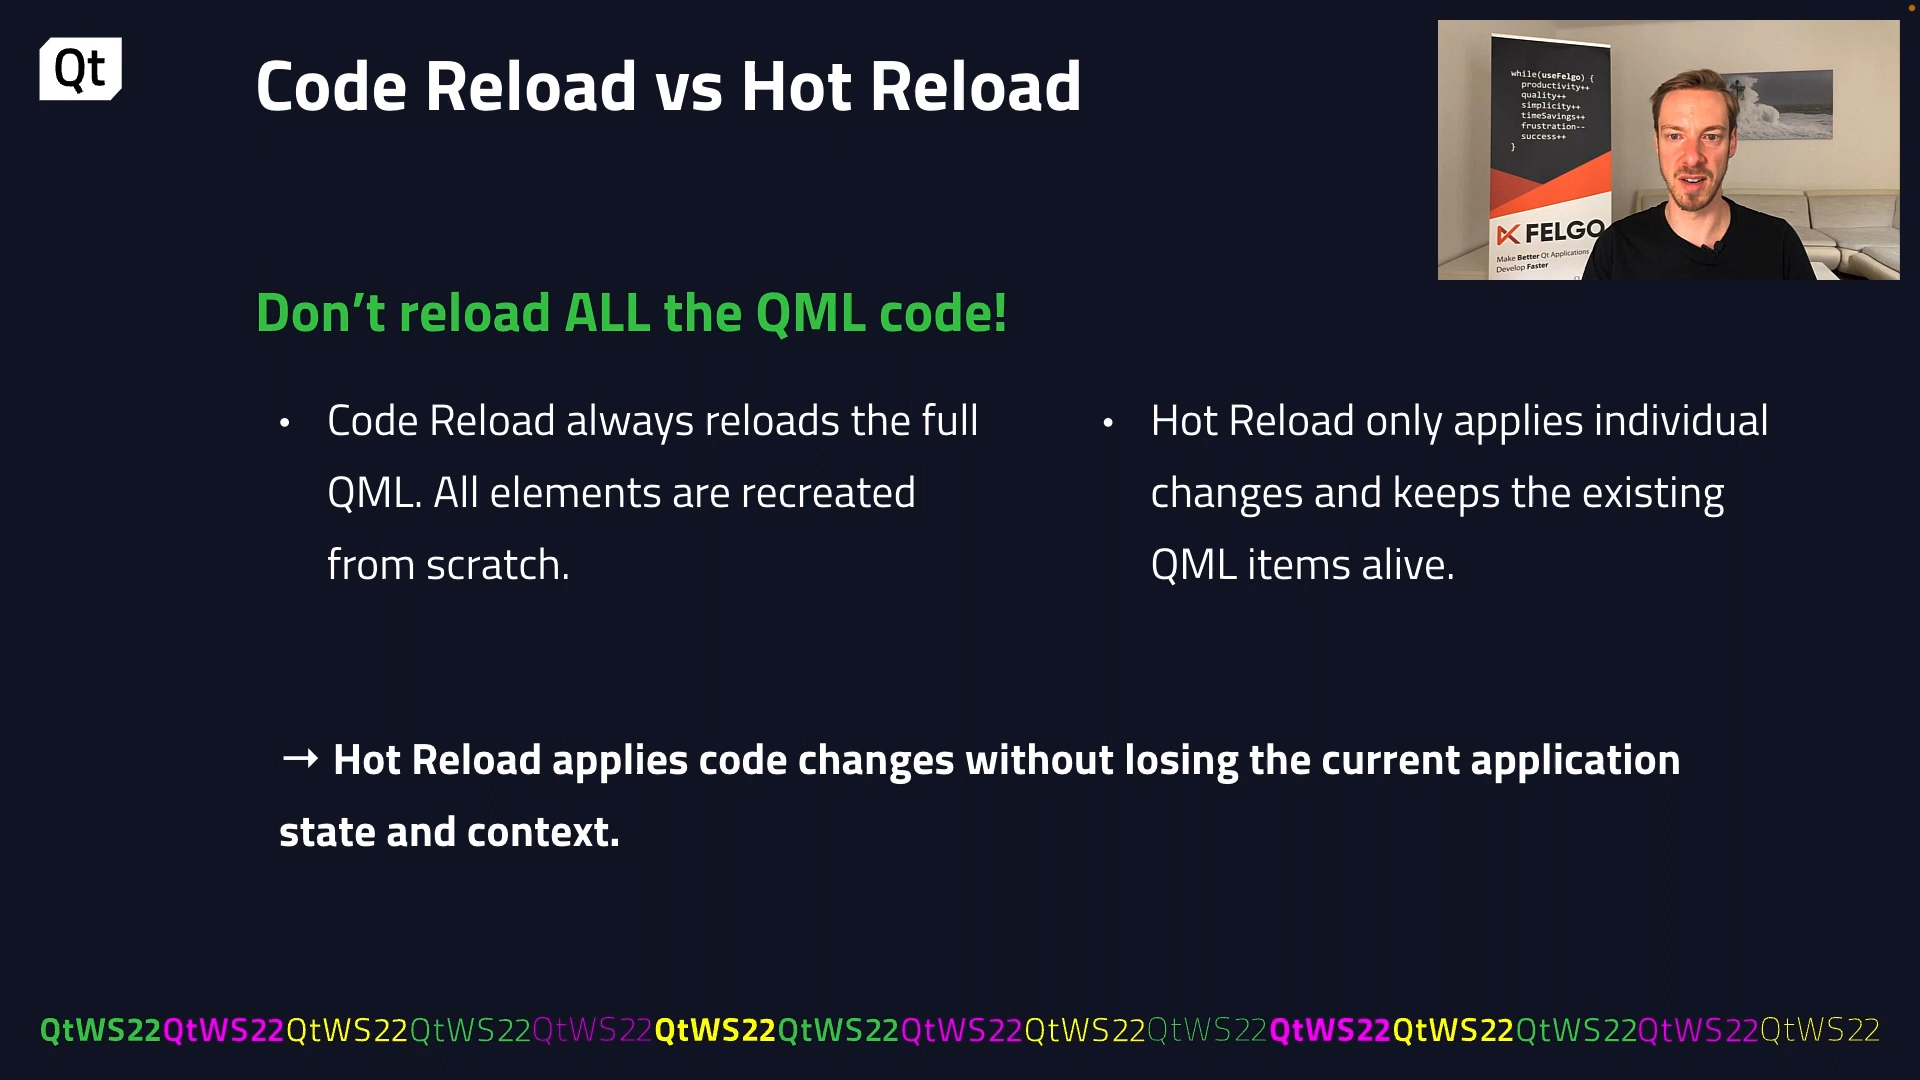 Qt
Code Reload vs Hot Reload
while(useFelgo) {
productivity++
quality++
simplicity++
timeSavings++
frustration--
success++
}
FELGO
Make Better Qt Applications
Develop Faster
Don’t reload ALL the QML code!
• Code Reload always reloads the full
QML. All elements are recreated
from scratch.
• Hot Reload only applies individual
changes and keeps the existing
QML items alive.
→ Hot Reload applies code changes without losing the current application
state and context.
QtWS22QtWS22QtWS22QtWS22QtWS22QtWS22QtWS22QtWS22QtWS22QtWS22QtWS22QtWS22QtWS22QtWS22QtWS22